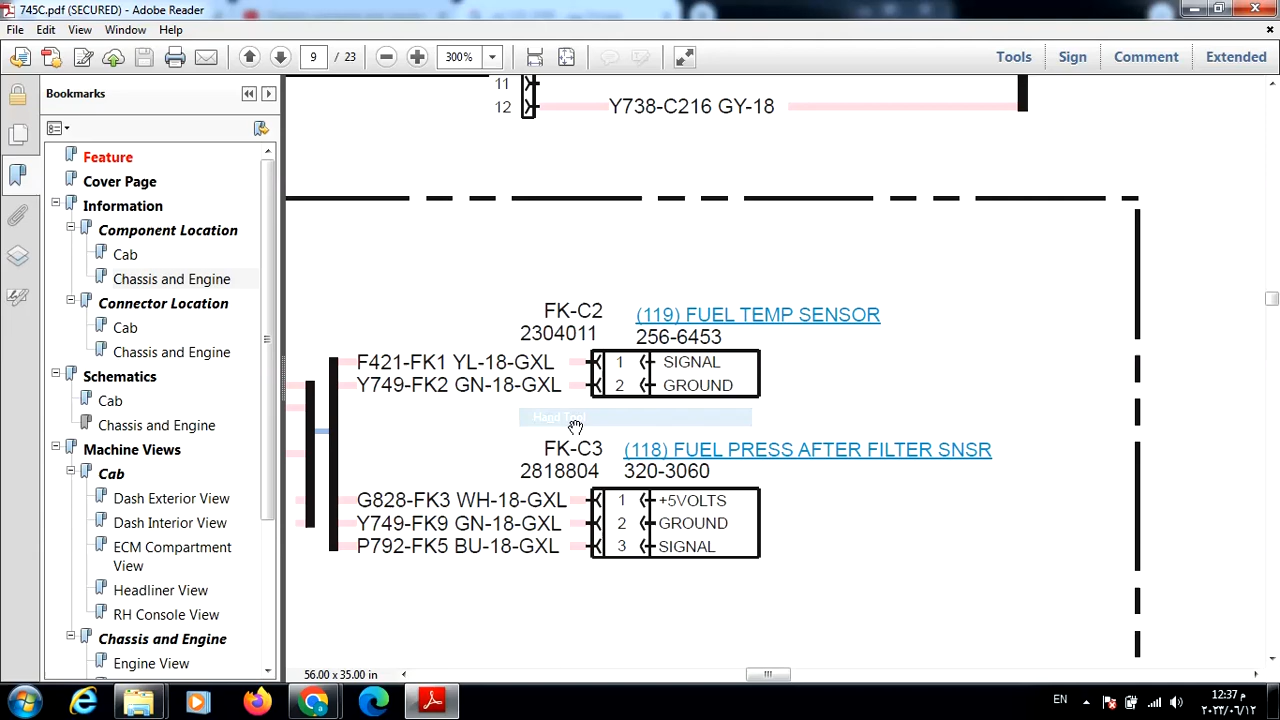 745C.pdf (SECURED) - Adobe Reader
File Edit View Window Help
9 / 23 300% Tools Sign Comment Extended
Bookmarks
Feature
Cover Page
Information
Component Location
Cab
Chassis and Engine
Connector Location
Cab
Chassis and Engine
Schematics
Cab
Chassis and Engine
Machine Views
Cab
Dash Exterior View
Dash Interior View
ECM Compartment
View
Headliner View
RH Console View
Chassis and Engine
Engine View
11
12 Y738-C216 GY-18
FK-C2 (119) FUEL TEMP SENSOR
2304011 256-6453
F421-FK1 YL-18-GXL 1 SIGNAL
Y749-FK2 GN-18-GXL 2 GROUND
Hand Tool
FK-C3 (118) FUEL PRESS AFTER FILTER SNSR
2818804 320-3060
G828-FK3 WH-18-GXL 1 +5VOLTS
Y749-FK9 GN-18-GXL 2 GROUND
P792-FK5 BU-18-GXL 3 SIGNAL
56.00 x 35.00 in
EN
12:37 م
٢٠٢٣/٠٦/١٢